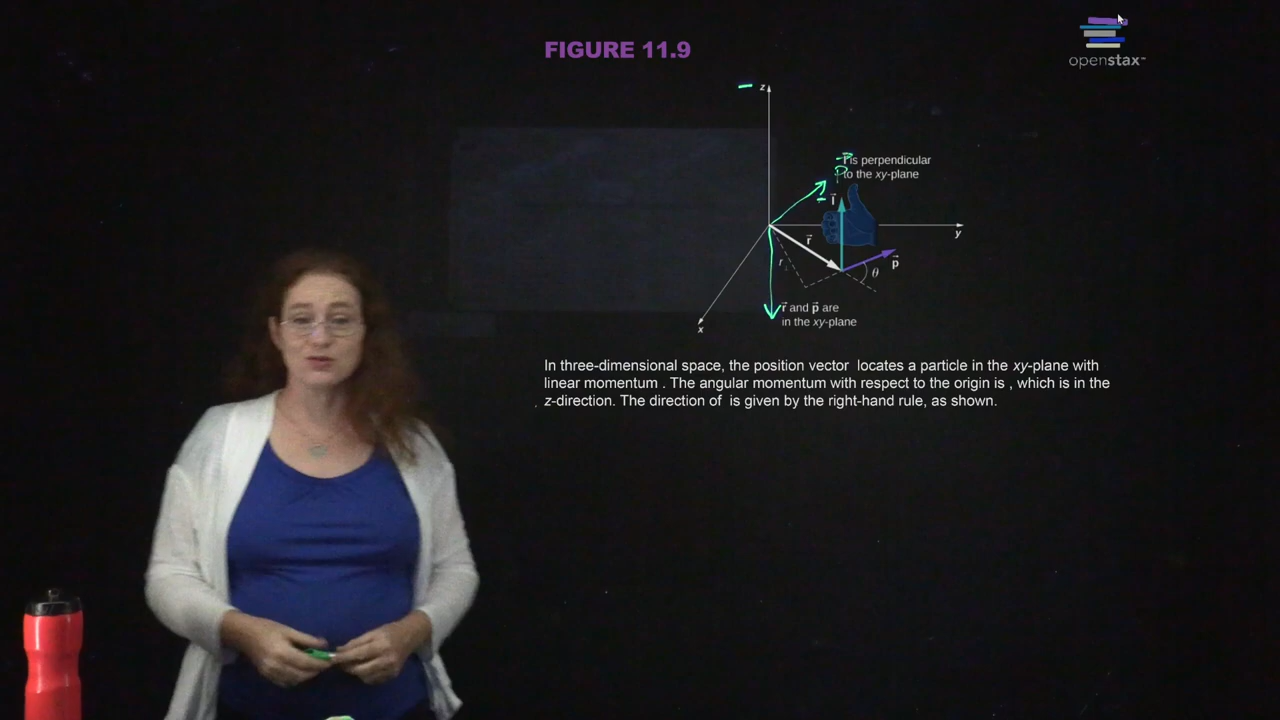 FIGURE 11.9
openstax™
z
is perpendicular
to the xy-plane
l
y
r
p
θ
r⊥
r and p are
in the xy-plane
x
In three-dimensional space, the position vector  locates a particle in the xy-plane with
linear momentum . The angular momentum with respect to the origin is , which is in the
z-direction. The direction of  is given by the right-hand rule, as shown.